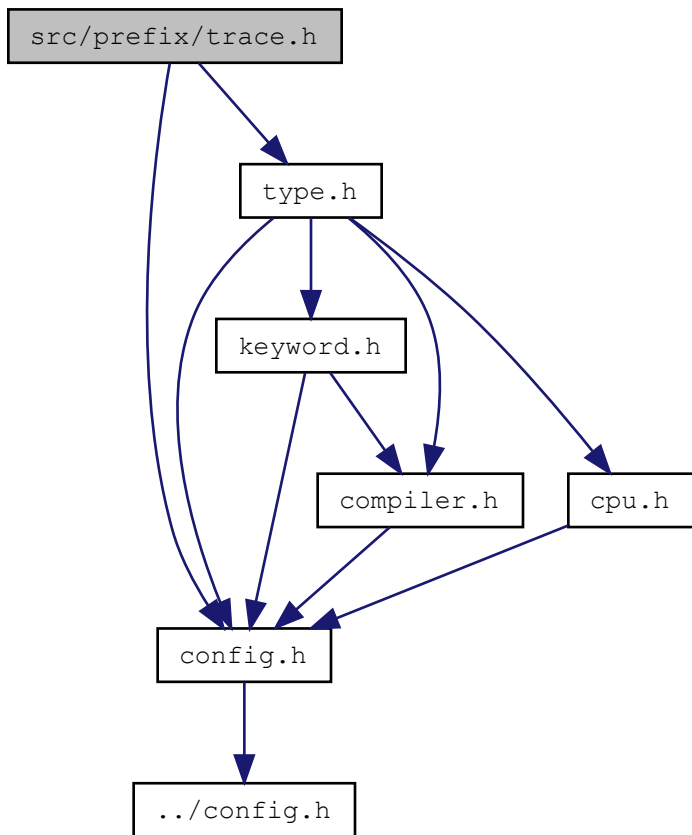 src/prefix/trace.h
type.h
keyword.h
compiler.h
cpu.h
config.h
../config.h